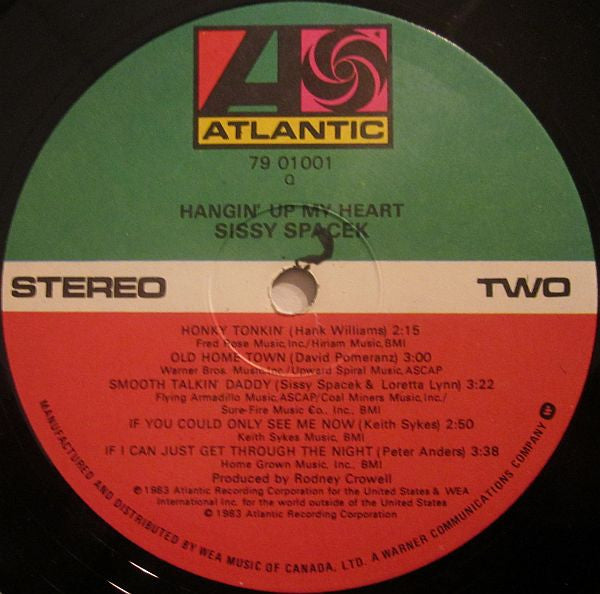 ATLANTIC
79 01001
G
HANGIN' UP MY HEART
SISSY SPACEK
STEREO
TWO
HONKY TONKIN' (Hank Williams) 2:15
Fred Rose Music, Inc./Hiriam Music, BMI
OLD HOME TOWN (David Pomeranz) 3:00
Warner Bros. Music, Inc./Upward Spiral Music, ASCAP
SMOOTH TALKIN' DADDY (Sissy Spacek & Loretta Lynn) 3:22
Flying Armadillo Music, ASCAP/Coal Miners Music, Inc./
Sure-Fire Music Co., Inc., BMI
IF YOU COULD ONLY SEE ME NOW (Keith Sykes) 2:50
Keith Sykes Music, BMI
IF I CAN JUST GET THROUGH THE NIGHT (Peter Anders) 3:38
Home Grown Music, Inc., BMI
Produced by Rodney Crowell
℗ 1983 Atlantic Recording Corporation for the United States & WEA
International Inc. for the world outside of the United States
© 1983 Atlantic Recording Corporation
MANUFACTURED AND DISTRIBUTED BY WEA MUSIC OF CANADA, LTD. A WARNER COMMUNICATIONS COMPANY